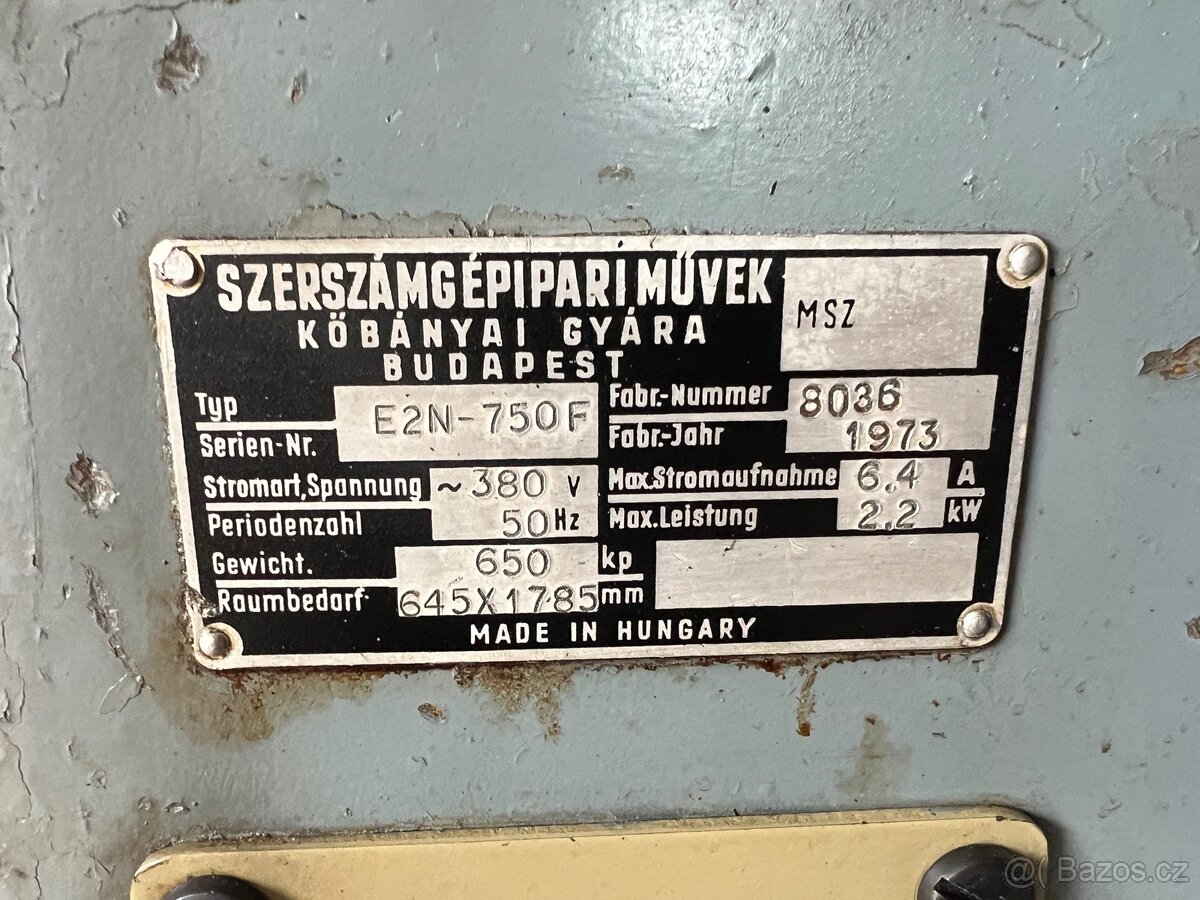 SZERSZÁMGÉPIPARI MŰVEK
KŐBÁNYAI GYÁRA
BUDAPEST
MSZ
Typ
Serien-Nr.
E2N-750F
Fabr.-Nummer 8036
Fabr.-Jahr 1973
Stromart, Spannung ~380 V
Periodenzahl 50 Hz
Max.Stromaufnahme 6.4 A
Max.Leistung 2.2 kW
Gewicht. 650 kp
Raumbedarf 645X1785 mm
MADE IN HUNGARY
@( Bazos.cz